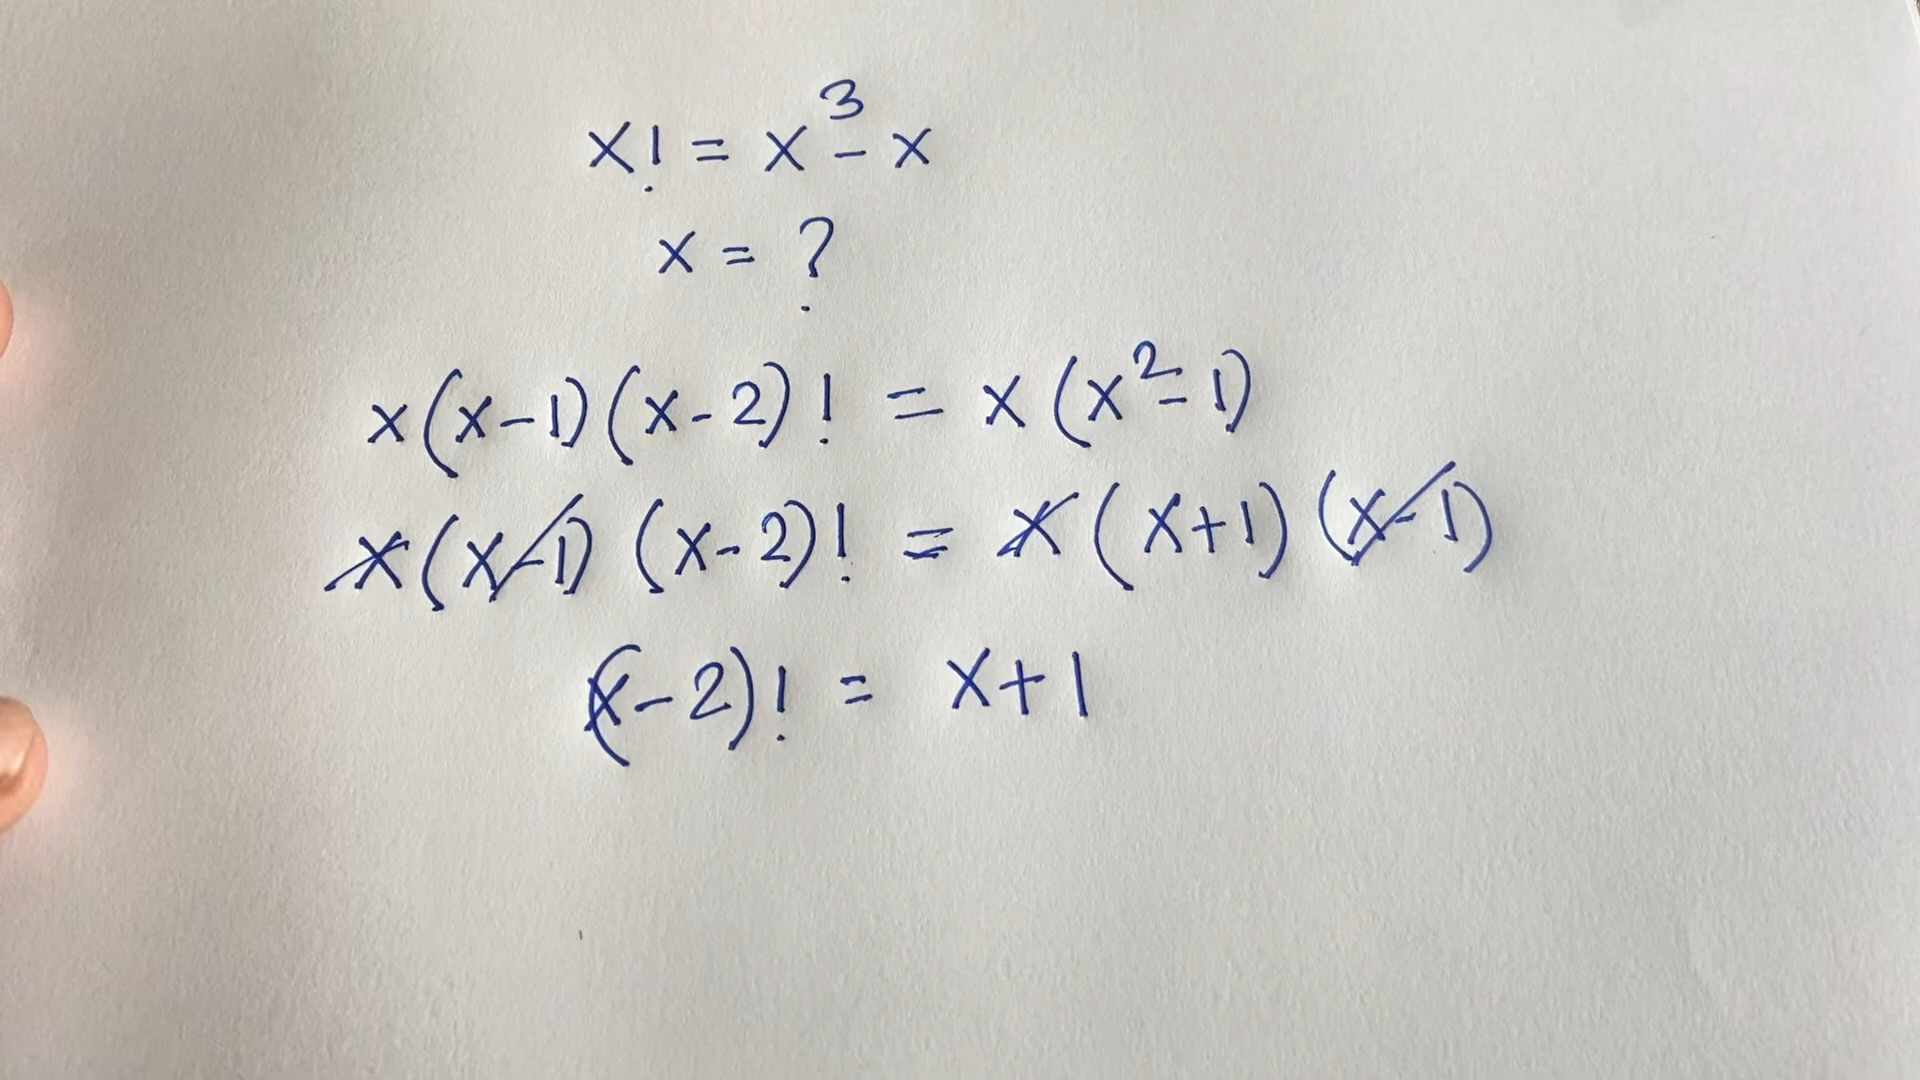 x! = x³ - x
x = ?
x(x-1)(x-2)! = x(x²-1)
x(x-1)(x-2)! = x(x+1)(x-1)
(x-2)! = x+1